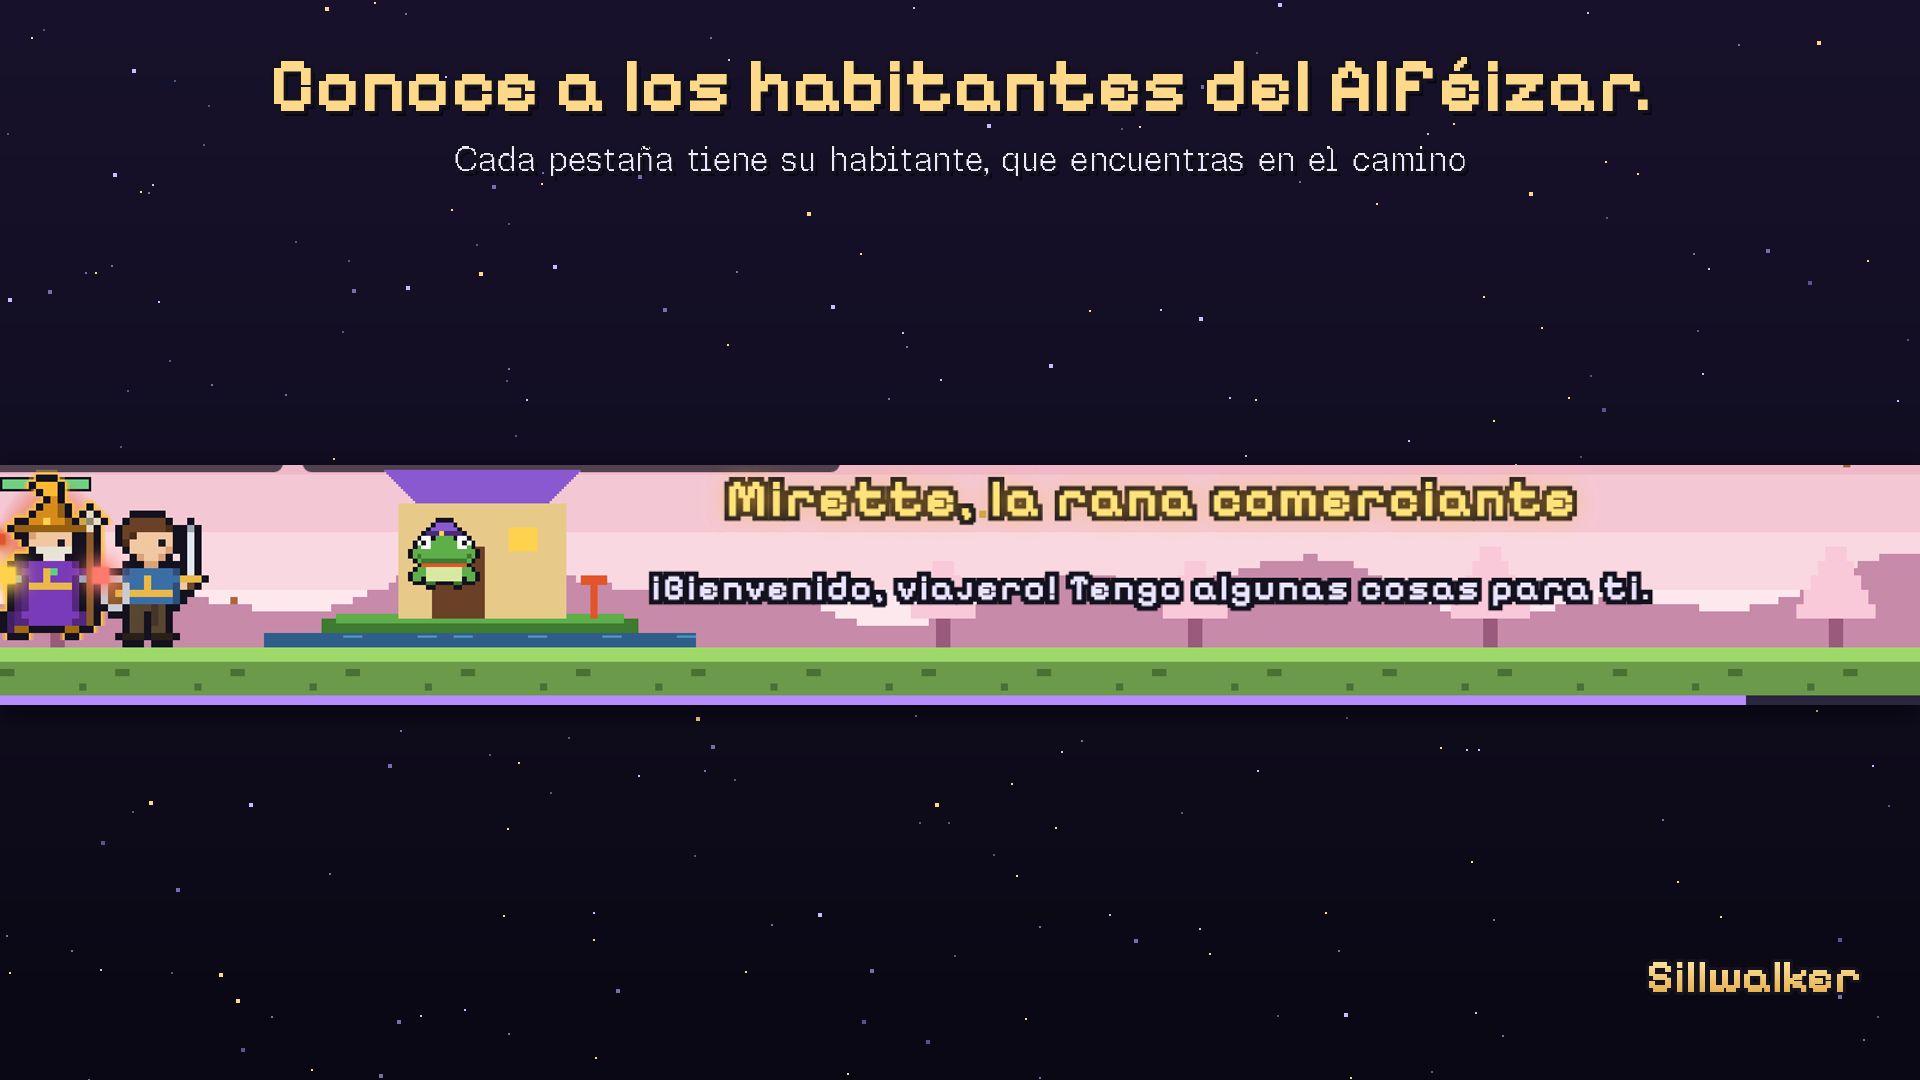 Conoce a los habitantes del Alféizar.
Cada pestaña tiene su habitante, que encuentras en el camino
Mirette, la rana comerciante
¡Bienvenido, viajero! Tengo algunas cosas para ti.
Sillwalker